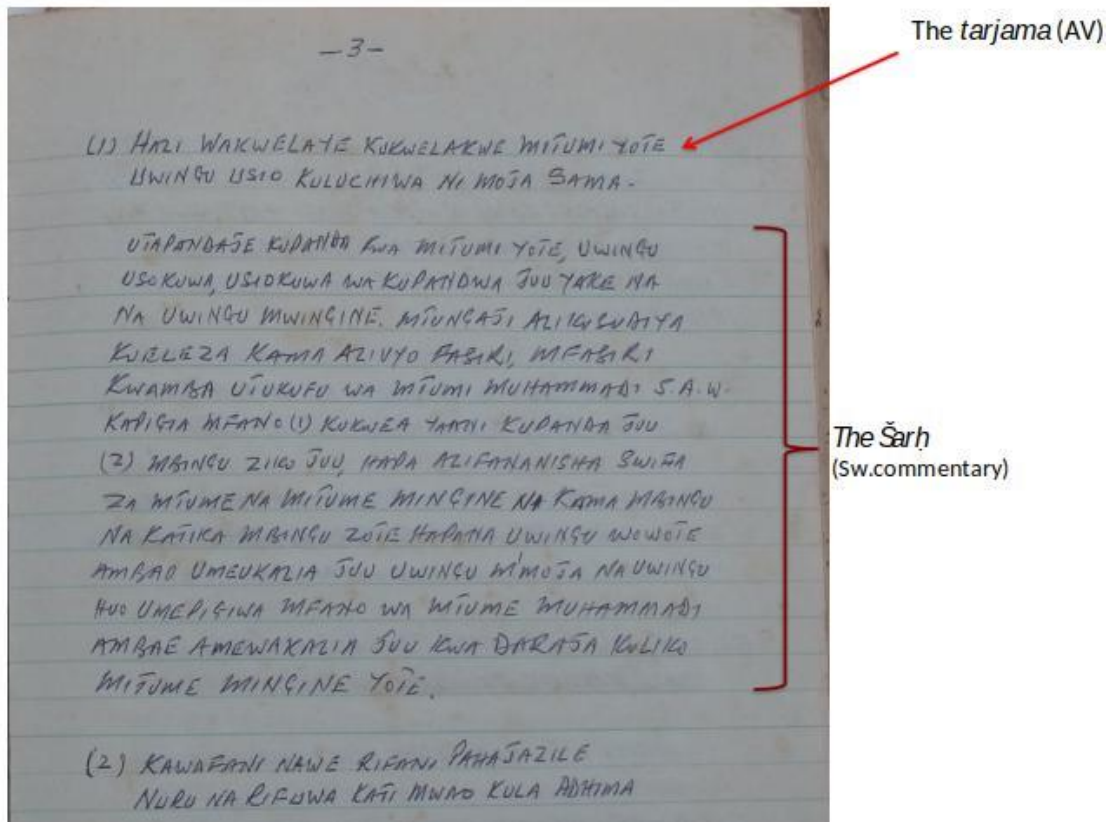 The tarjama (AV)
-3-
(1) HAZI WAKWELAYE KUKWELAKWE MITUMI YOTE
UWINGU USIO KULUCHIWA NI MOJA SAMA.
UTAPANDAJE KUPANDA KWA MITUMI YOTE, UWINGU
USOKUWA, USIOKUWA WA KUPANDWA JUU YAKE NA
NA UWINGU MWINGINE. MTUNGAJI ALIKUSUDIYA
KUELEZA KAMA ALIVYO FASIRI, MFASIRI
KWAMBA UTUKUFU WA MTUMI MUHAMMADI S.A.W.
KAPIGIA MFANO (1) KUKWEA YAANI KUPANDA JUU
(2) MBINGU ZIKO JUU, HAPA ALIFANANISHA SWIFA
ZA MTUME NA MITUME MINGINE NA KAMA MBINGU
NA KATIKA MBINGU ZOTE HAPANA UWINGU WOWOTE
AMBAO UMEUKALIA JUU UWINGU M'MOJA NA UWINGU
HUO UMEPIGIWA MFANO WA MTUME MUHAMMADI
AMBAE AMEWAKALIA JUU KWA DARAJA KULIKO
MITUME MINGINE YOTE.
The Šarḥ
(Sw.commentary)
(2) KAWAFANI NAWE RIFANI PAHAJAZILE
NURU NA RIFUWA KATI MWAO KULA ADHIMA